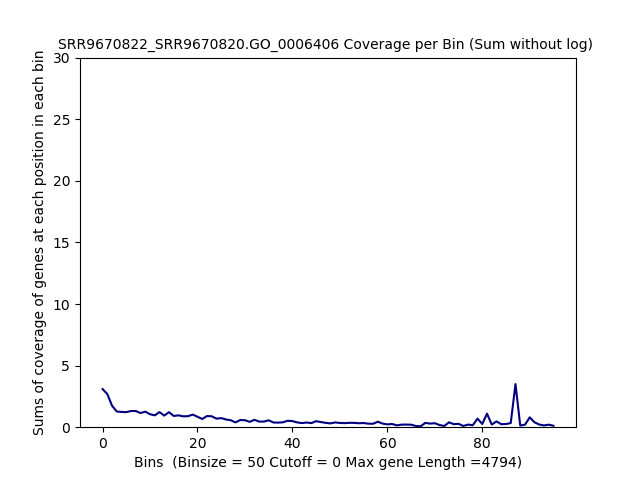 SRR9670822_SRR9670820.GO_0006406 Coverage per Bin (Sum without log)
Sums of coverage of genes at each position in each bin
30
25
20
15
10
5
0
0 20 40 60 80
Bins  (Binsize = 50 Cutoff = 0 Max gene Length =4794)